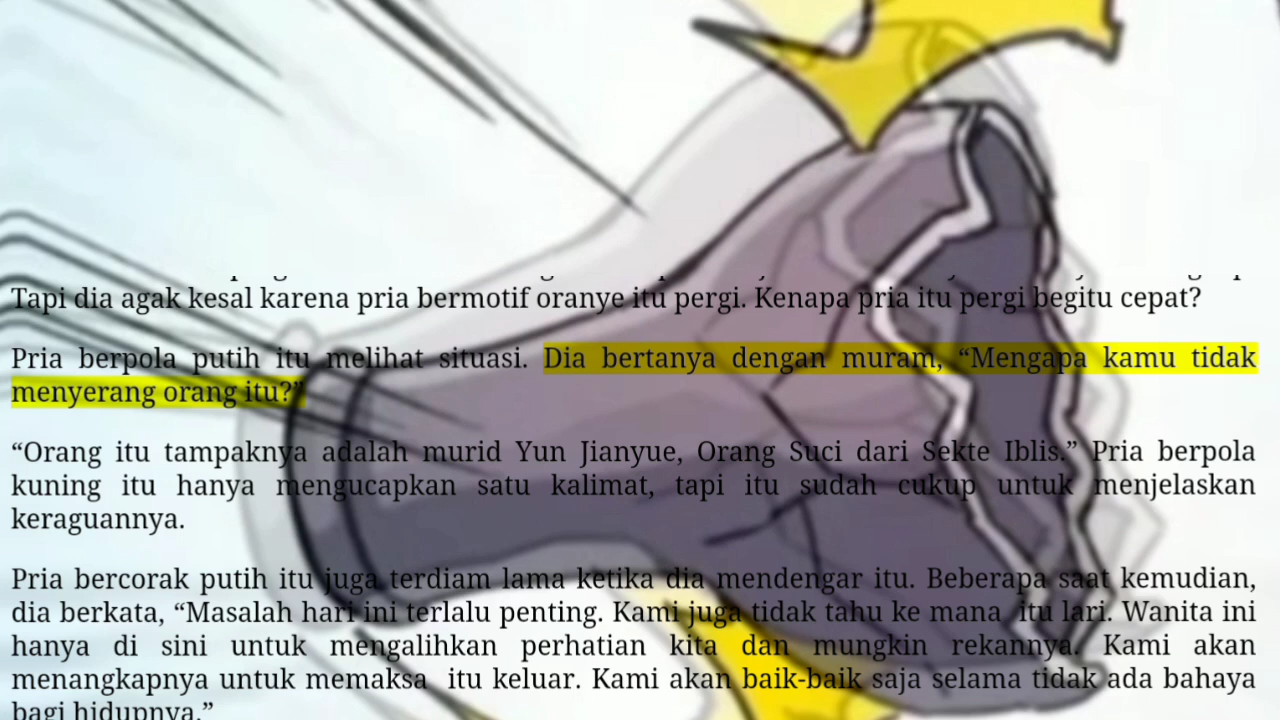 Tapi dia agak kesal karena pria bermotif oranye itu pergi. Kenapa pria itu pergi begitu cepat?
Pria berpola putih itu melihat situasi. Dia bertanya dengan muram, “Mengapa kamu tidak
menyerang orang itu?”
“Orang itu tampaknya adalah murid Yun Jianyue, Orang Suci dari Sekte Iblis.” Pria berpola
kuning itu hanya mengucapkan satu kalimat, tapi itu sudah cukup untuk menjelaskan
keraguannya.
Pria bercorak putih itu juga terdiam lama ketika dia mendengar itu. Beberapa saat kemudian,
dia berkata, “Masalah hari ini terlalu penting. Kami juga tidak tahu ke mana itu lari. Wanita ini
hanya di sini untuk mengalihkan perhatian kita dan mungkin rekannya. Kami akan
menangkapnya untuk memaksa itu keluar. Kami akan baik-baik saja selama tidak ada bahaya
bagi hidupnya.”